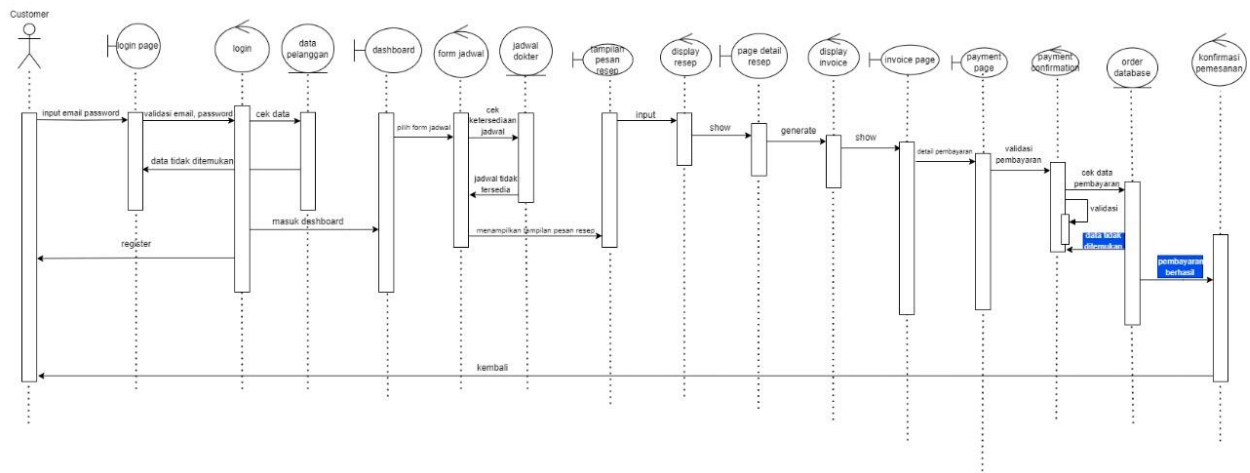 Customer
login page
login
data
pelanggan
dashboard
form jadwal
jadwal
dokter
tampilan
pesan
resep
display
resep
page detail
resep
display
invoice
invoice page
payment
page
payment
confirmation
order
database
konfirmasi
pemesanan
input email password
validasi email, password
cek data
data tidak ditemukan
masuk dashboard
register
pilih form jadwal
cek
ketersediaan
jadwal
jadwal tidak
tersedia
menampilkan tampilan pesan resep
input
show
generate
show
detail pembayaran
validasi
pembayaran
cek data
pembayaran
validasi
data tidak
ditemukan
pembayaran
berhasil
kembali